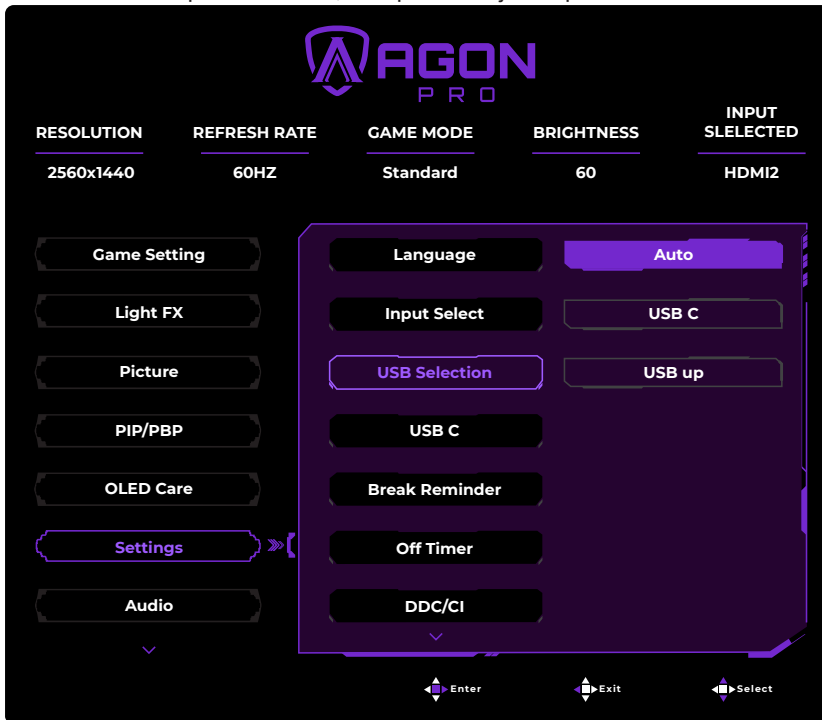 AGON
PRO
RESOLUTION
REFRESH RATE
GAME MODE
BRIGHTNESS
INPUT
SLELECTED
2560x1440
60HZ
Standard
60
HDMI2
Game Setting
Light FX
Picture
PIP/PBP
OLED Care
Settings
Audio
Language
Input Select
USB Selection
USB C
Break Reminder
Off Timer
DDC/CI
Auto
USB C
USB up
Enter
Exit
Select